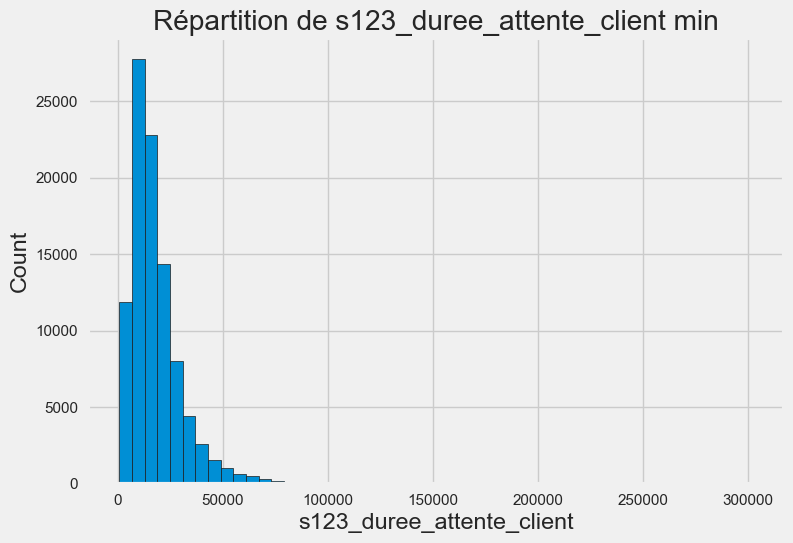 Répartition de s123_duree_attente_client min
25000
20000
15000
10000
5000
0
Count
0 50000 100000 150000 200000 250000 300000
s123_duree_attente_client